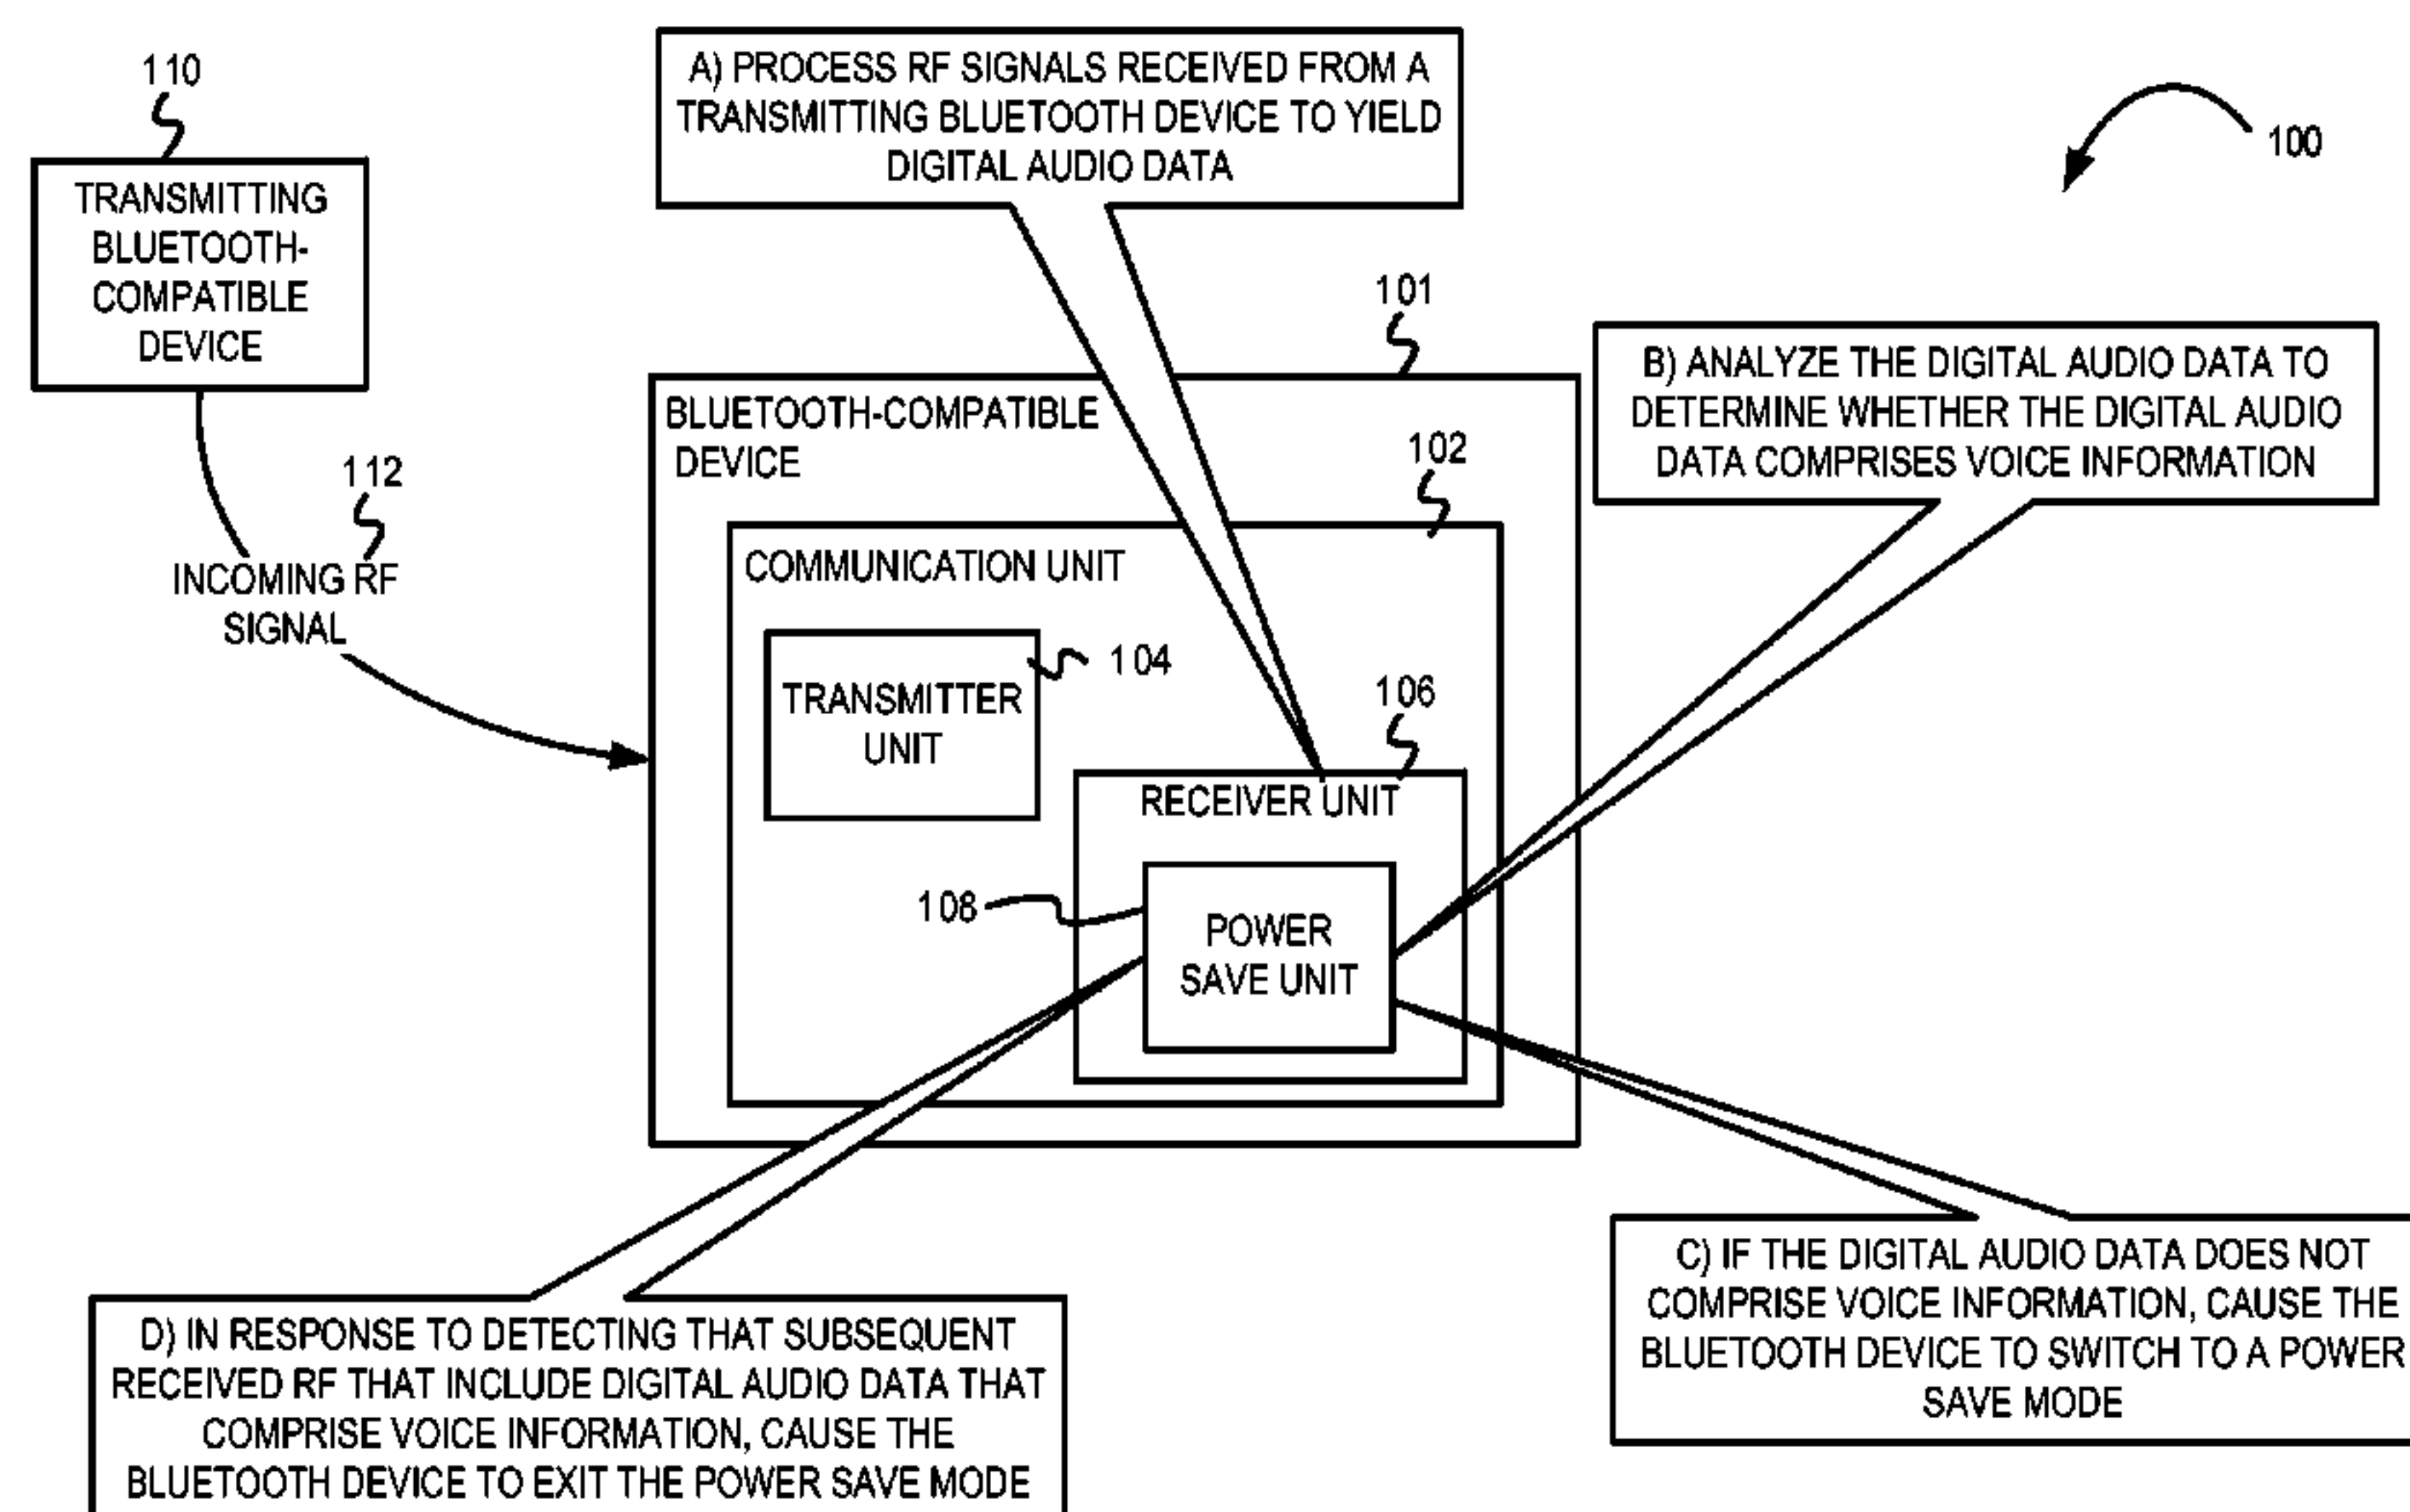 110
TRANSMITTING
BLUETOOTH-
COMPATIBLE
DEVICE
A) PROCESS RF SIGNALS RECEIVED FROM A
TRANSMITTING BLUETOOTH DEVICE TO YIELD
DIGITAL AUDIO DATA
100
101
BLUETOOTH-COMPATIBLE
DEVICE
B) ANALYZE THE DIGITAL AUDIO DATA TO
DETERMINE WHETHER THE DIGITAL AUDIO
DATA COMPRISES VOICE INFORMATION
112
INCOMING RF
SIGNAL
102
COMMUNICATION UNIT
104
TRANSMITTER
UNIT
106
RECEIVER UNIT
108
POWER
SAVE UNIT
C) IF THE DIGITAL AUDIO DATA DOES NOT
COMPRISE VOICE INFORMATION, CAUSE THE
BLUETOOTH DEVICE TO SWITCH TO A POWER
SAVE MODE
D) IN RESPONSE TO DETECTING THAT SUBSEQUENT
RECEIVED RF THAT INCLUDE DIGITAL AUDIO DATA THAT
COMPRISE VOICE INFORMATION, CAUSE THE
BLUETOOTH DEVICE TO EXIT THE POWER SAVE MODE